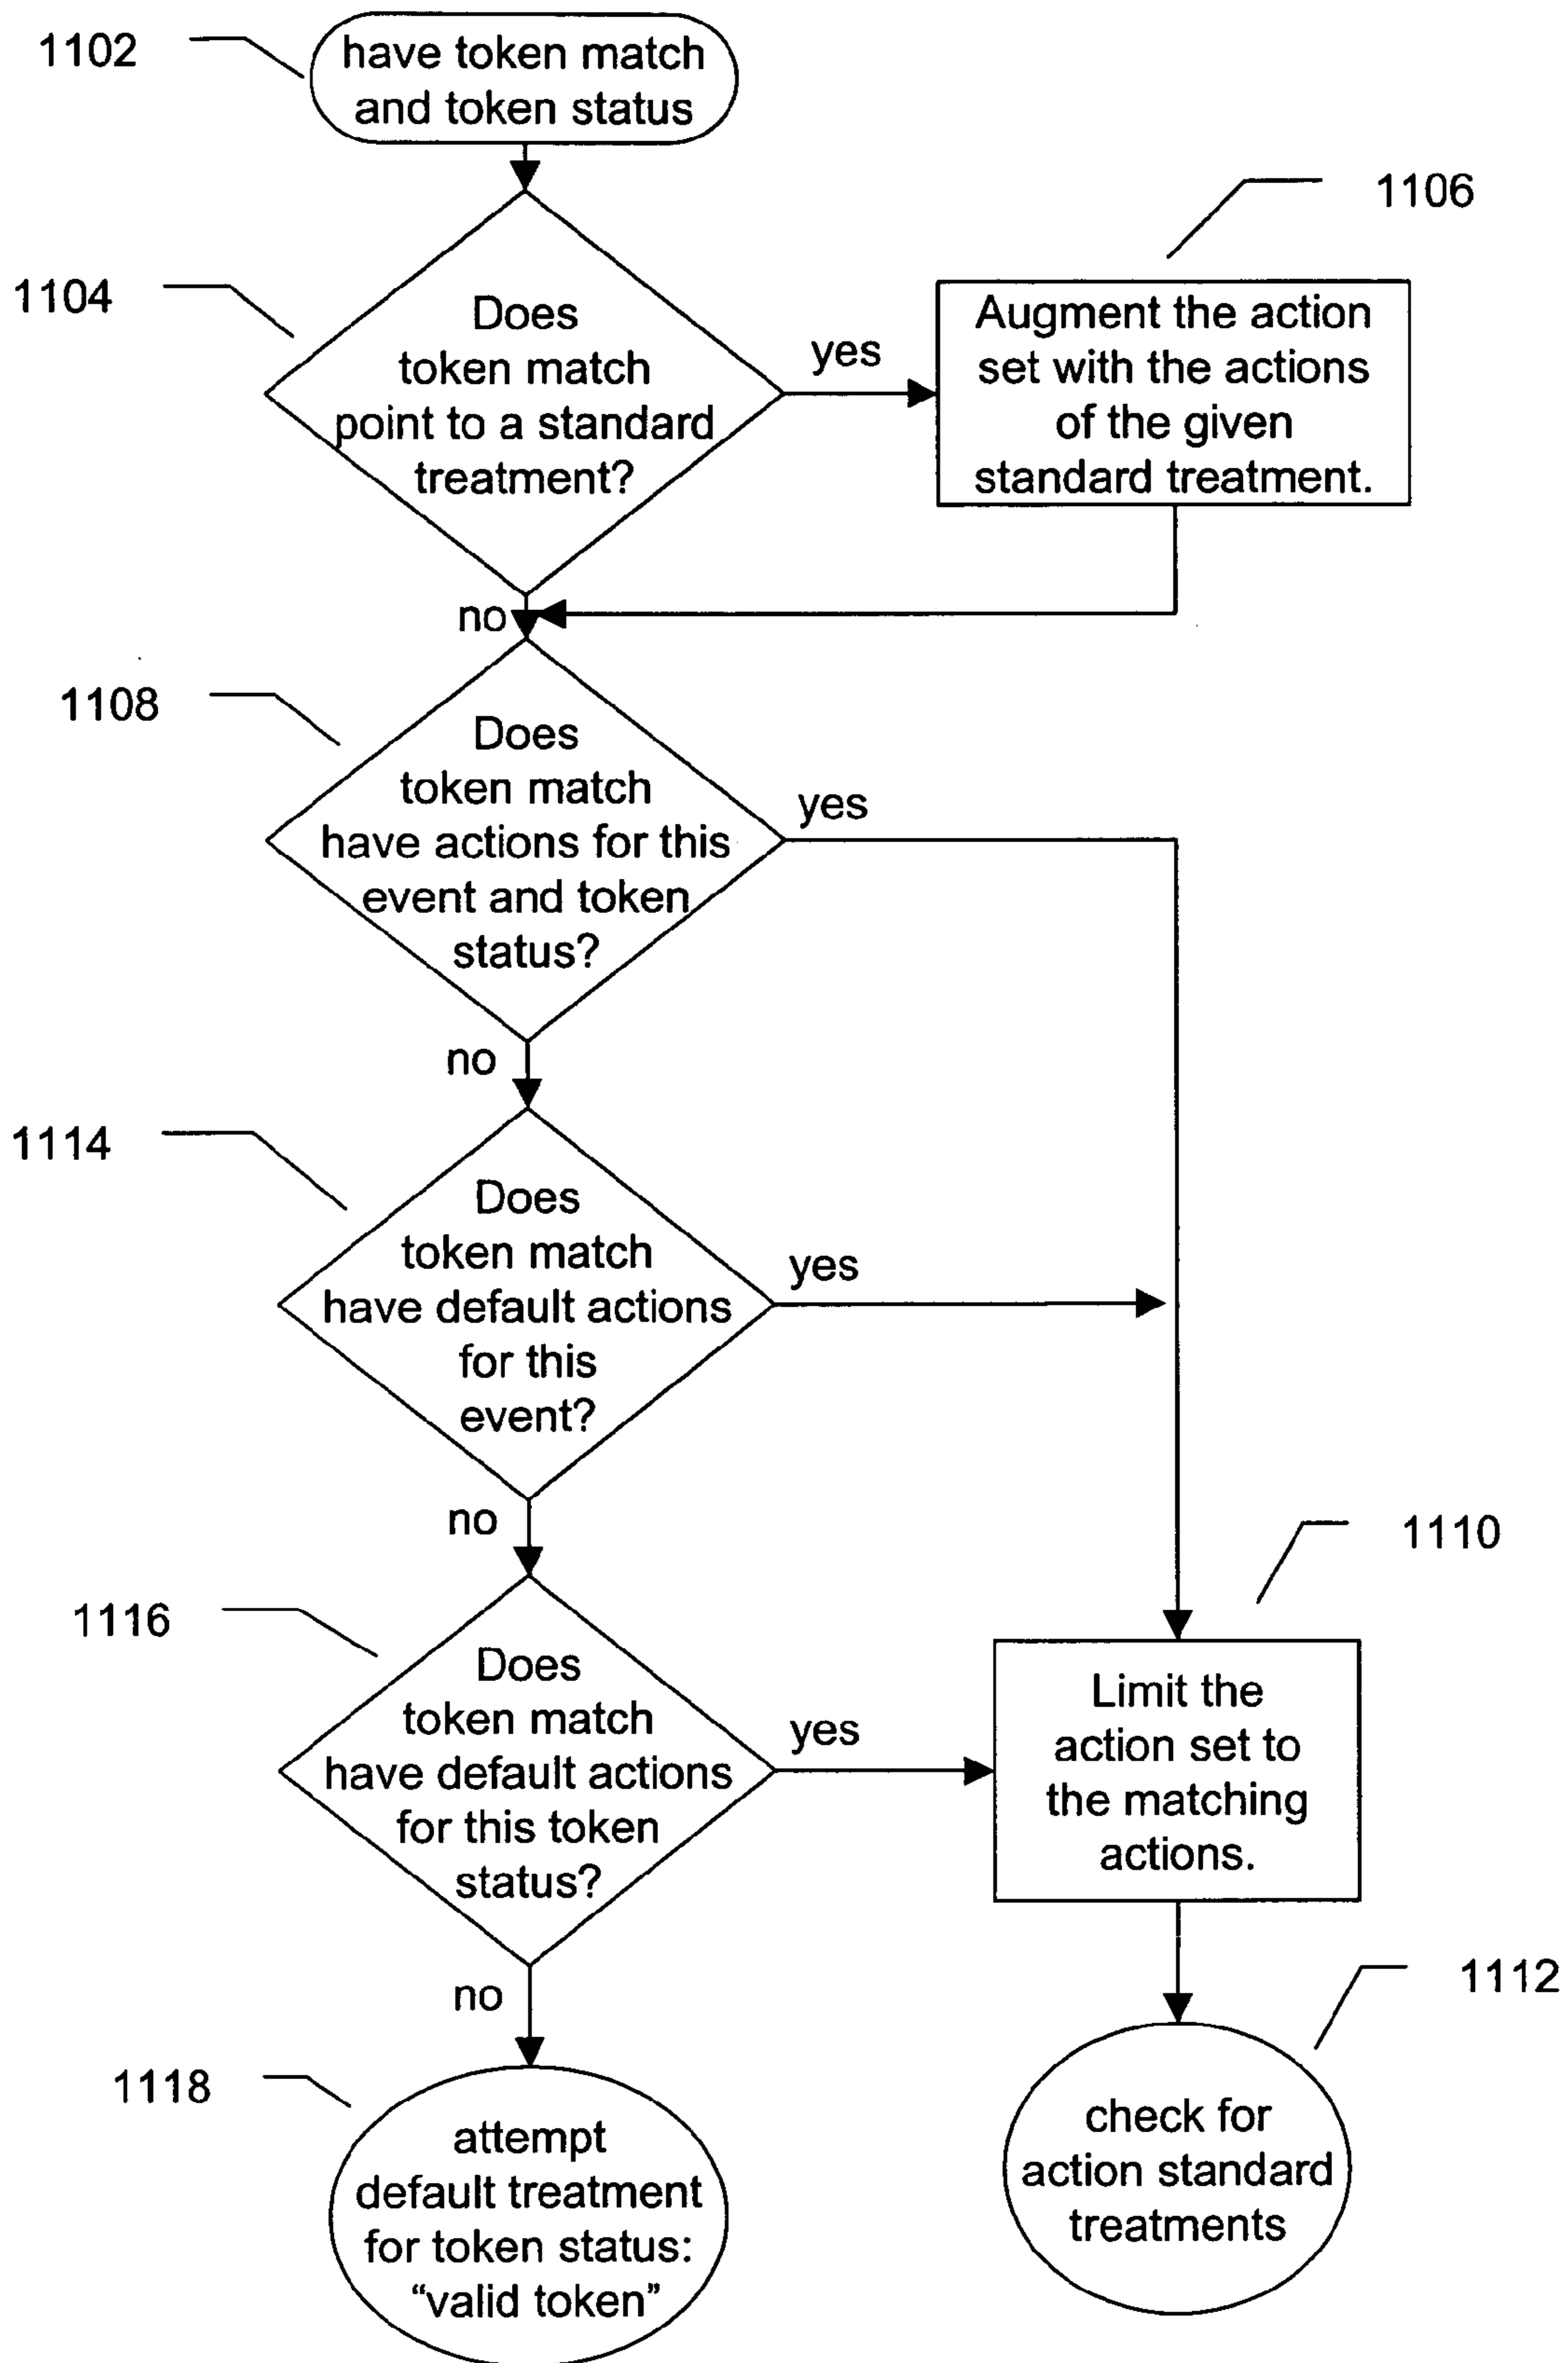 1102
have token match
and token status
1106
1104
Does
token match
point to a standard
treatment?
yes
Augment the action
set with the actions
of the given
standard treatment.
no
1108
Does
token match
have actions for this
event and token
status?
yes
no
1114
Does
token match
have default actions
for this
event?
yes
no
1110
1116
Does
token match
have default actions
for this token
status?
yes
Limit the
action set to
the matching
actions.
no
1112
1118
attempt
default treatment
for token status:
“valid token”
check for
action standard
treatments